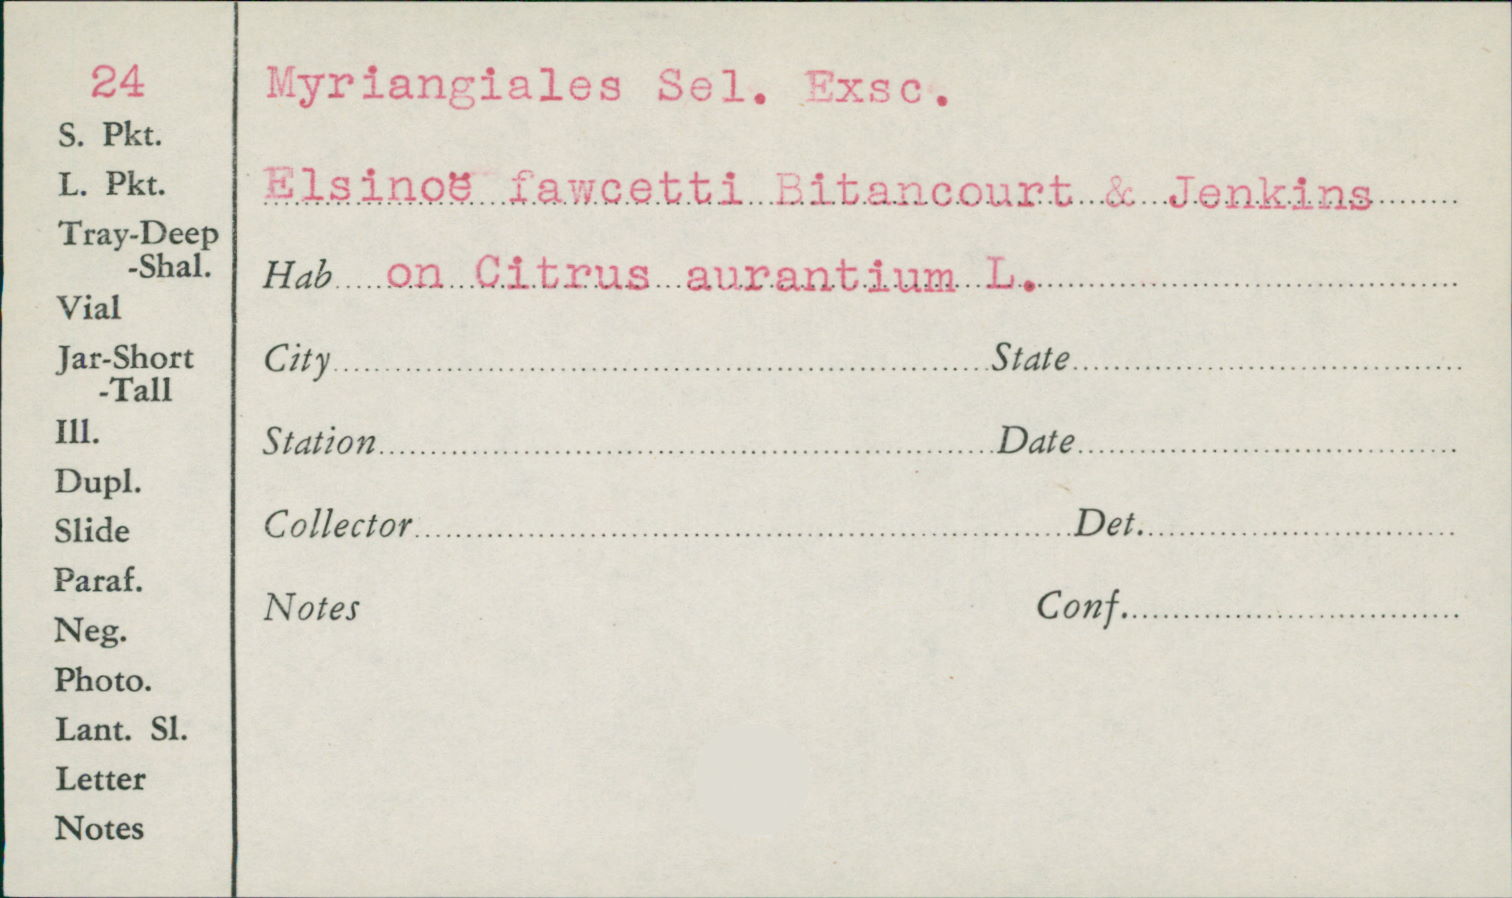 24
Myriangiales Sel. Exsc.
S. Pkt.
L. Pkt.
Elsinoë fawcetti Bitancourt & Jenkins
Tray-Deep
-Shal.
Hab on Citrus aurantium L.
Vial
Jar-Short
-Tall
City State
Ill.
Station Date
Dupl.
Slide
Collector Det.
Paraf.
Neg.
Notes Conf.
Photo.
Lant. Sl.
Letter
Notes